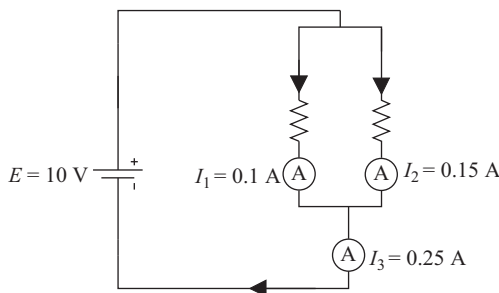 A
A
E = 10 V
+
-
I₁ = 0.1 A
I₂ = 0.15 A
A
I₃ = 0.25 A